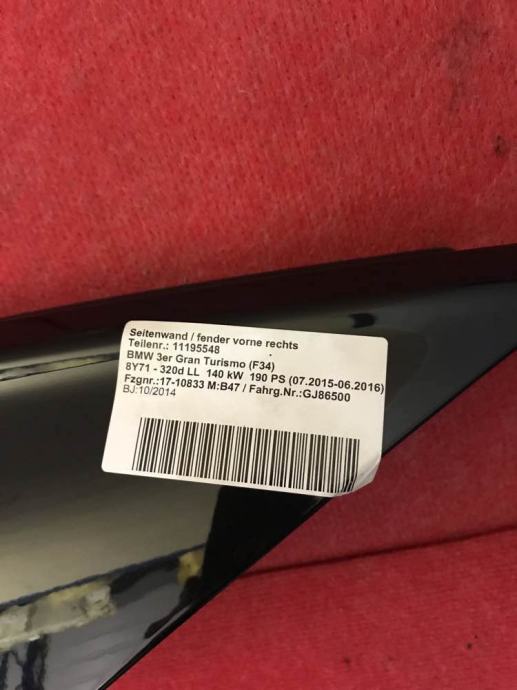 Seitenwand / fender vorne rechts
Teilenr.: 11195548
BMW 3er Gran Turismo (F34)
8Y71 - 320d LL 140 kW 190 PS (07.2015-06.2016)
Fzgnr.:17-10833 M:B47 / Fahrg.Nr.:GJ86500
BJ:10/2014